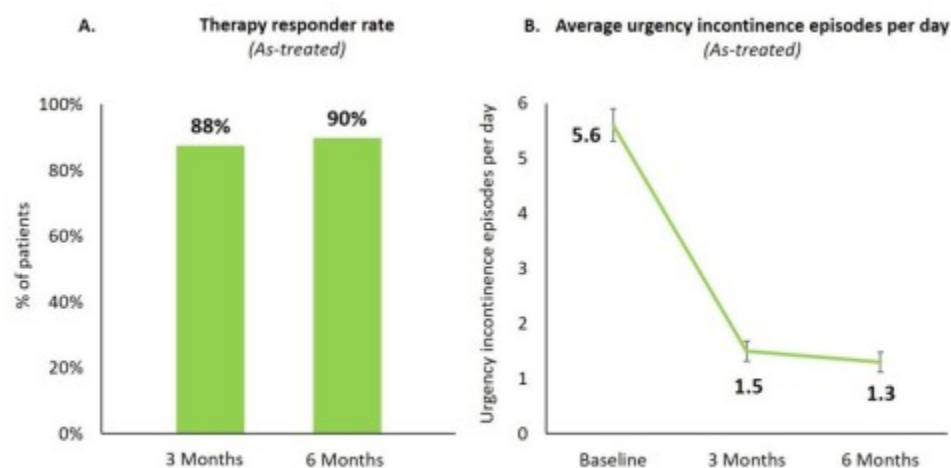 A. Therapy responder rate
(As-treated)
% of patients
100%
80%
60%
40%
20%
0%
88%
90%
3 Months
6 Months
B. Average urgency incontinence episodes per day
(As-treated)
Urgency incontinence episodes per day
6
5
4
3
2
1
0
5.6
1.5
1.3
Baseline
3 Months
6 Months